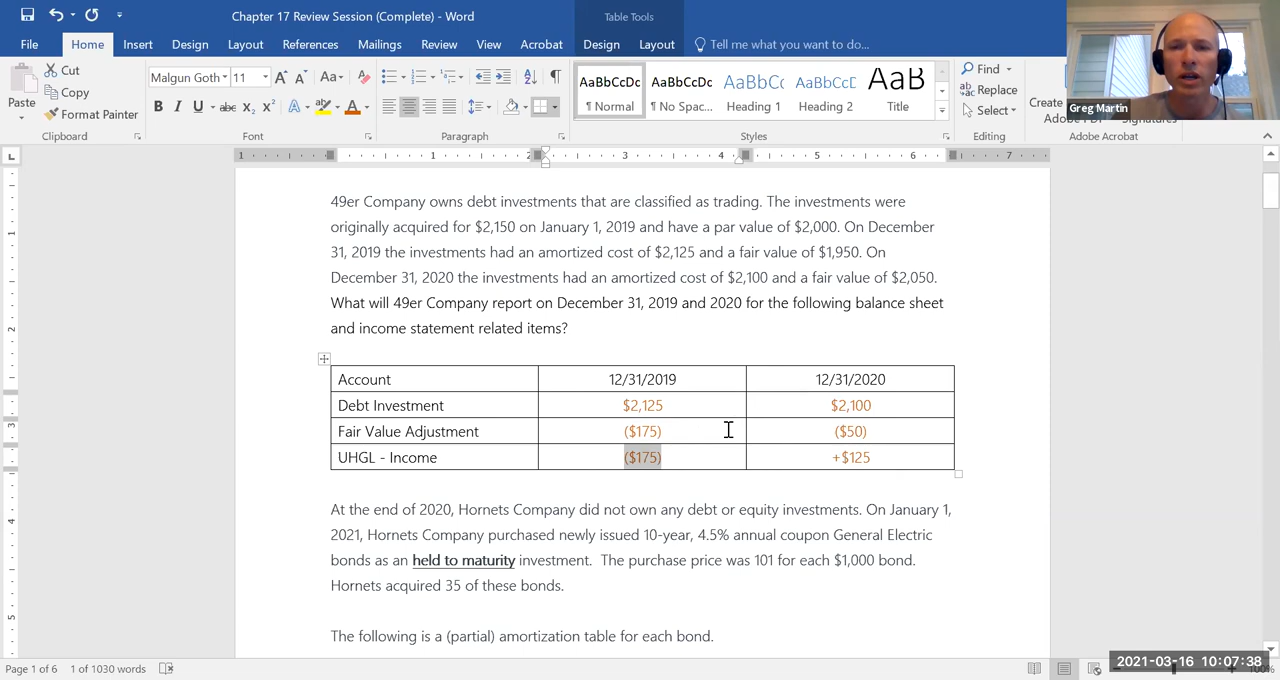 Chapter 17 Review Session (Complete) - Word
Table Tools
File Home Insert Design Layout References Mailings Review View Acrobat Design Layout Tell me what you want to do...
Greg Martin
Paste
Cut
Copy
Format Painter
Clipboard
Malgun Goth 11
Font
Paragraph
AaBbCcDc AaBbCcDc AaBbCc AaBbCcD AaB
¶ Normal ¶ No Spac... Heading 1 Heading 2 Title
Styles
Find
Replace
Select
Editing
Create
Adobe Acrobat
49er Company owns debt investments that are classified as trading. The investments were
originally acquired for $2,150 on January 1, 2019 and have a par value of $2,000. On December
31, 2019 the investments had an amortized cost of $2,125 and a fair value of $1,950. On
December 31, 2020 the investments had an amortized cost of $2,100 and a fair value of $2,050.
What will 49er Company report on December 31, 2019 and 2020 for the following balance sheet
and income statement related items?
Account 12/31/2019 12/31/2020
Debt Investment $2,125 $2,100
Fair Value Adjustment ($175) ($50)
UHGL - Income ($175) +$125
At the end of 2020, Hornets Company did not own any debt or equity investments. On January 1,
2021, Hornets Company purchased newly issued 10-year, 4.5% annual coupon General Electric
bonds as an held to maturity investment. The purchase price was 101 for each $1,000 bond.
Hornets acquired 35 of these bonds.
The following is a (partial) amortization table for each bond.
Page 1 of 6 1 of 1030 words
2021-03-16 10:07:38